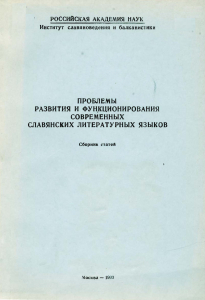 РОССИЙСКАЯ АКАДЕМИЯ НАУК
Институт славяноведения и балканистики
ПРОБЛЕМЫ
РАЗВИТИЯ И ФУНКЦИОНИРОВАНИЯ
СОВРЕМЕННЫХ
СЛАВЯНСКИХ ЛИТЕРАТУРНЫХ ЯЗЫКОВ
Сборник статей
Москва –